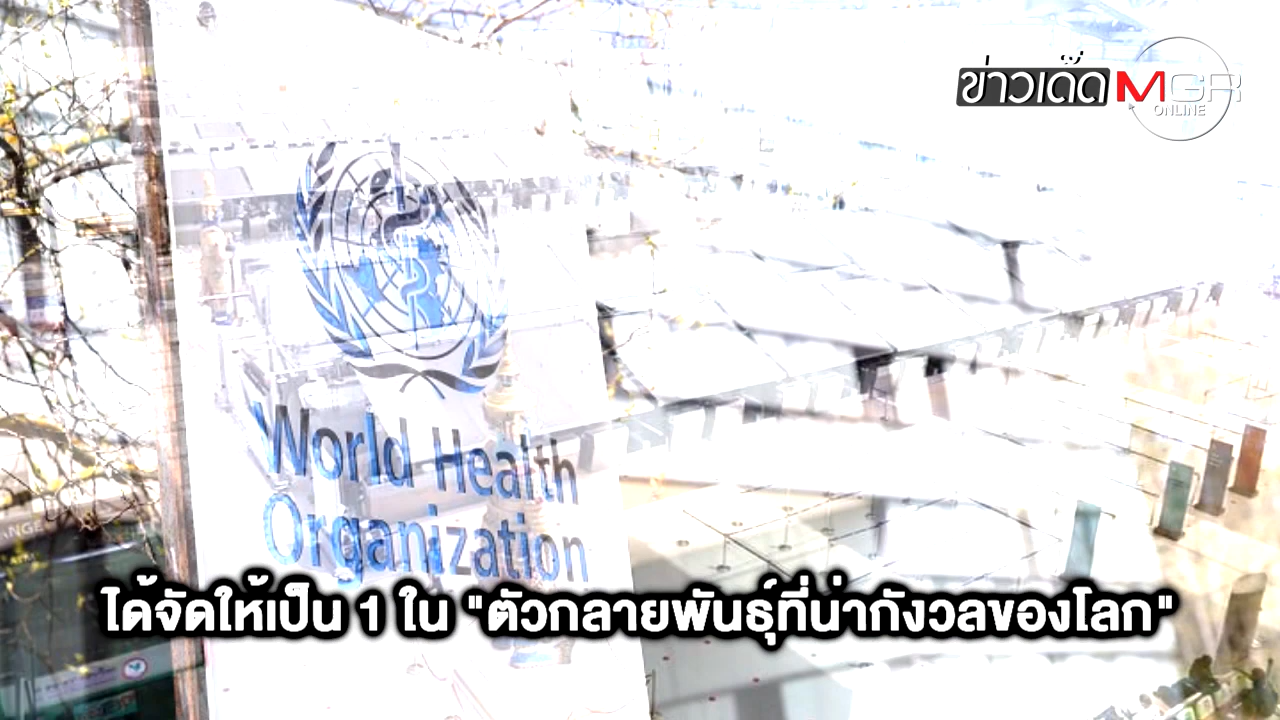 ข่าวเด็ด MGR
ONLINE
World Health
Organization
ได้จัดให้เป็น 1 ใน "ตัวกลายพันธุ์ที่น่ากังวลของโลก"